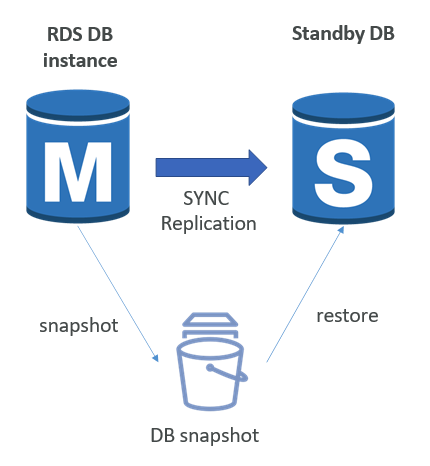 RDS DB
instance
Standby DB
M
S
SYNC
Replication
snapshot
restore
DB snapshot